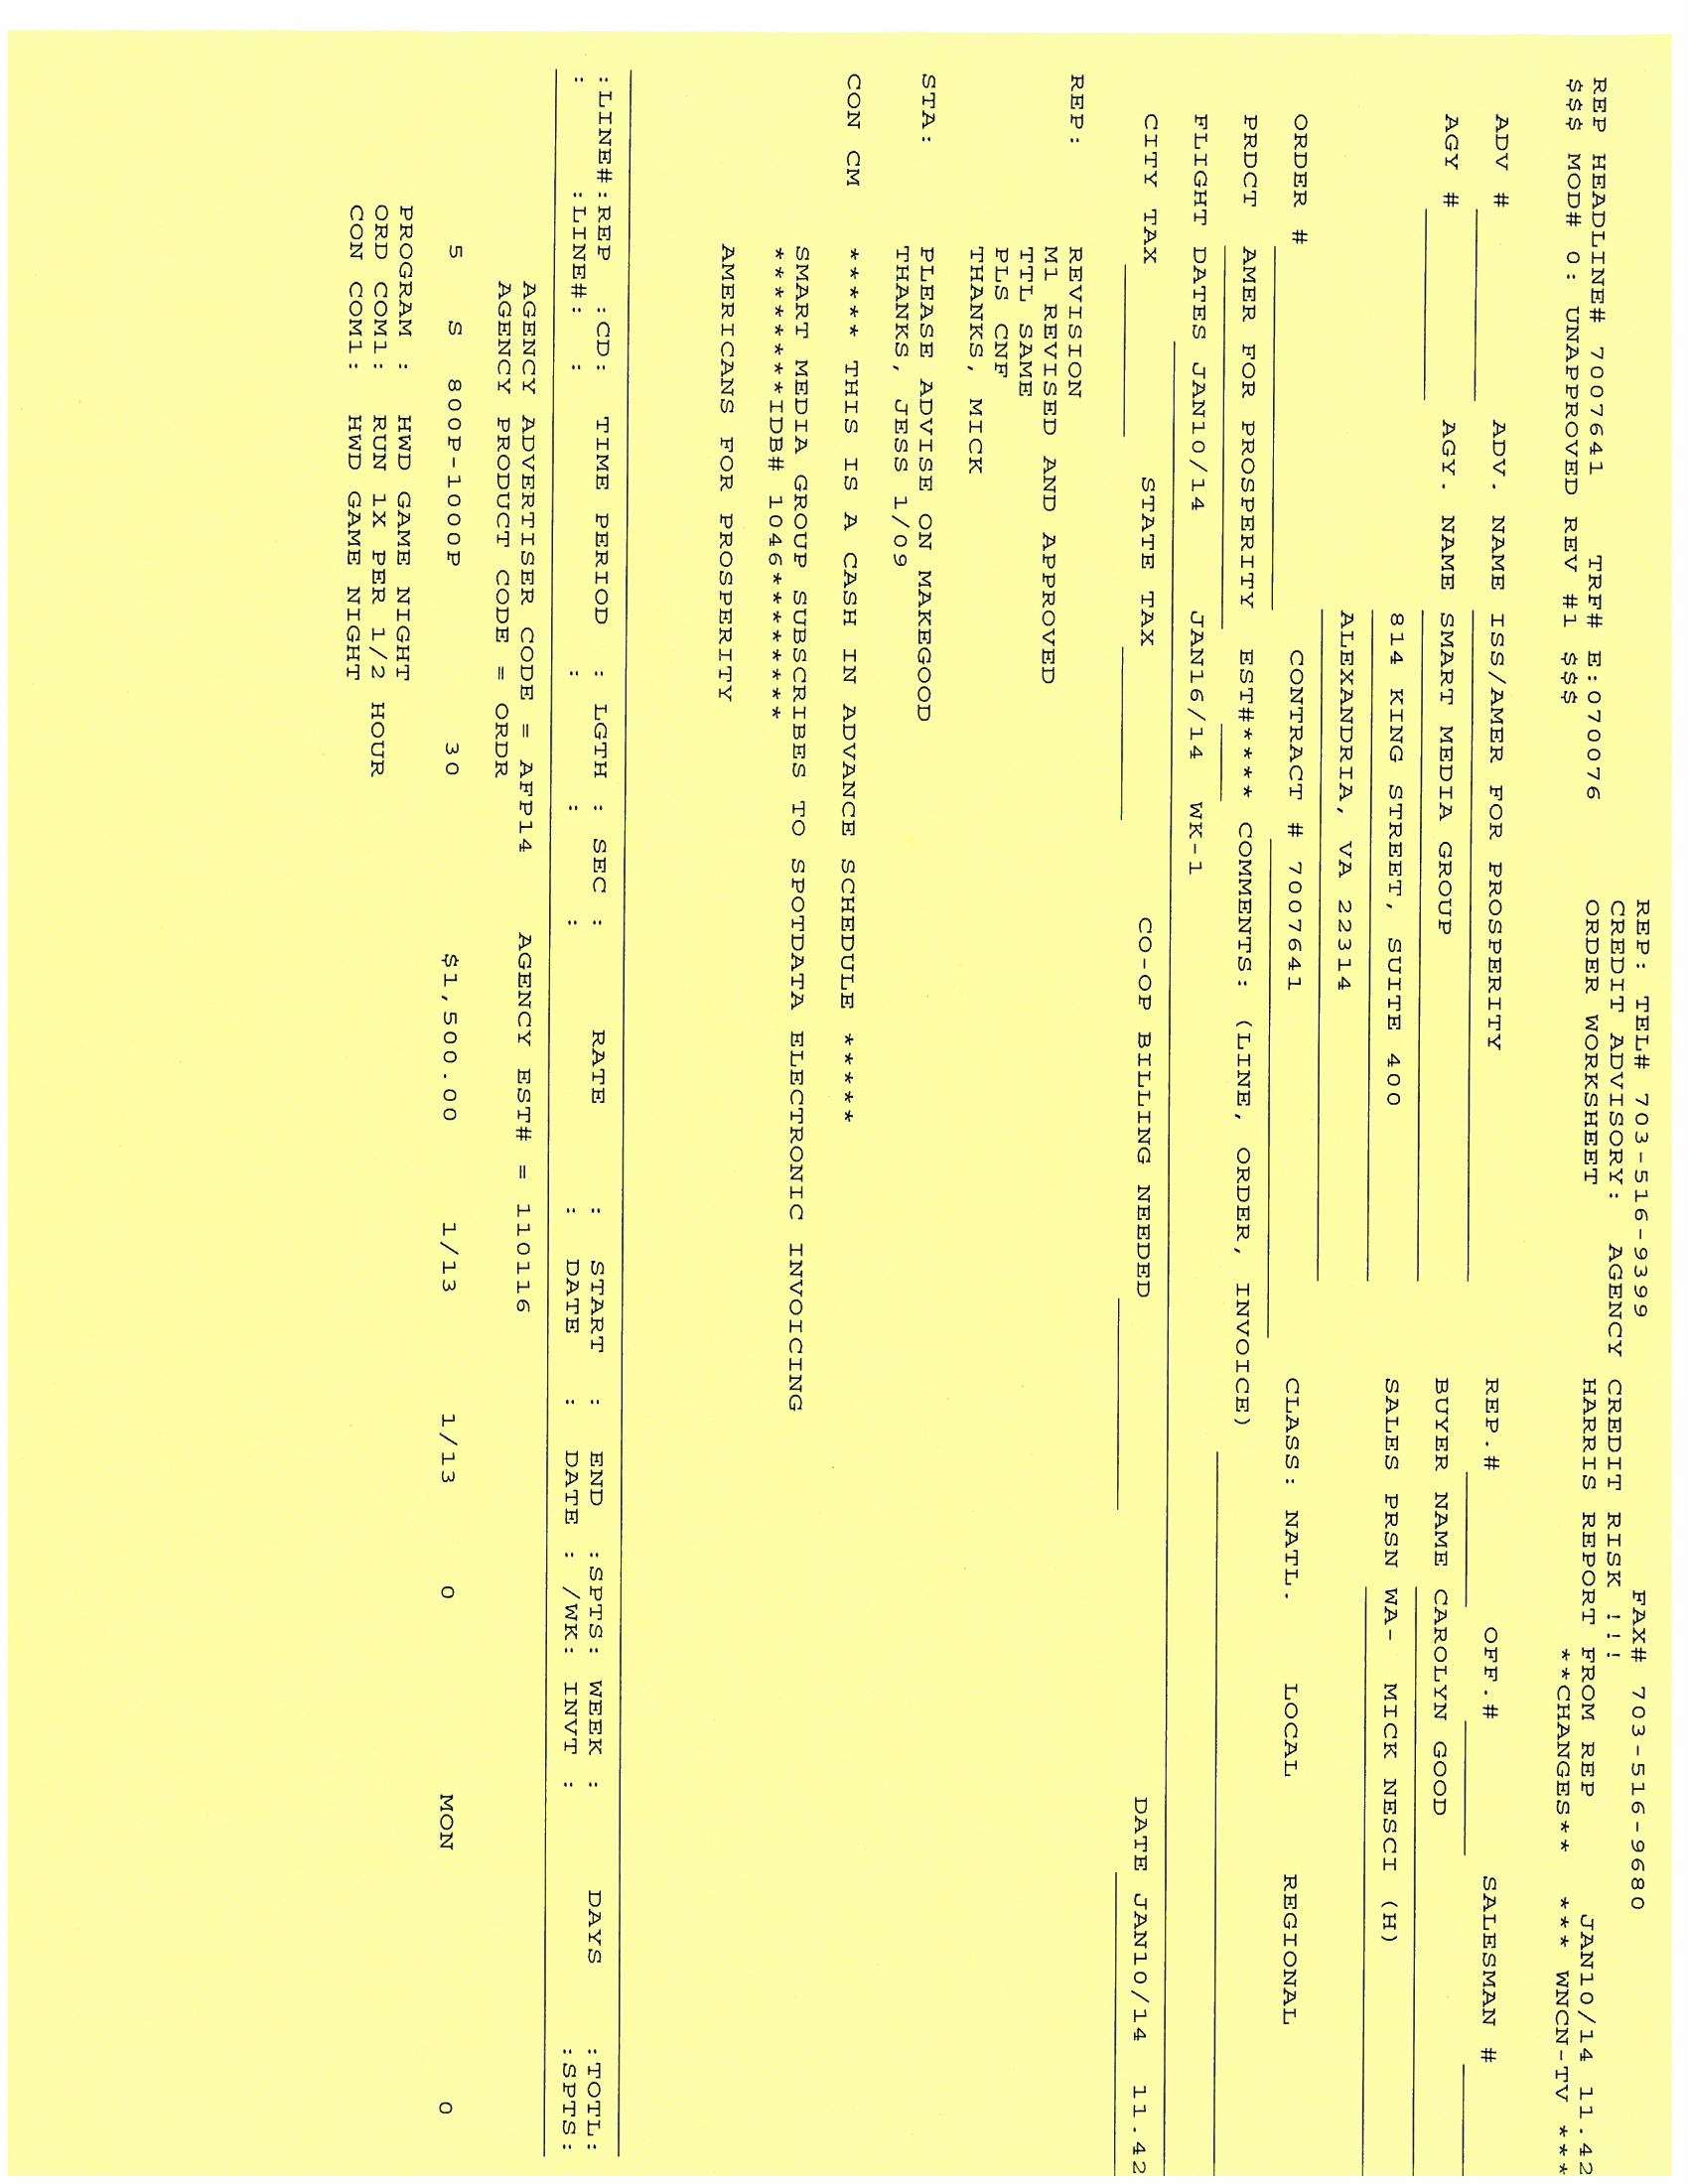 REP: TEL# 703-516-9399 FAX# 703-516-9680
CREDIT ADVISORY: AGENCY CREDIT RISK !!!
REP HEADLINE# 7007641 TRF# E:070076 ORDER WORKSHEET HARRIS REPORT FROM REP JAN10/14 11.42
$$$ MOD# 0: UNAPPROVED REV #1 $$$ **CHANGES** *** WNCN-TV ***
ADV # ADV. NAME ISS/AMER FOR PROSPERITY REP.# OFF.# SALESMAN #
AGY # AGY. NAME SMART MEDIA GROUP BUYER NAME CAROLYN GOOD
814 KING STREET, SUITE 400 SALES PRSN WA- MICK NESCI (H)
ALEXANDRIA, VA 22314
ORDER # CONTRACT # 7007641 CLASS: NATL. LOCAL REGIONAL
PRDCT AMER FOR PROSPERITY EST#**** COMMENTS: (LINE, ORDER, INVOICE)
FLIGHT DATES JAN10/14 JAN16/14 WK-1
CITY TAX STATE TAX CO-OP BILLING NEEDED DATE JAN10/14 11.42
REP: REVISION
M1 REVISED AND APPROVED
TTL SAME
PLS CNF
THANKS, MICK
STA: PLEASE ADVISE ON MAKEGOOD
THANKS, JESS 1/09
CON CM ***** THIS IS A CASH IN ADVANCE SCHEDULE *****
SMART MEDIA GROUP SUBSCRIBES TO SPOTDATA ELECTRONIC INVOICING
*********IDB# 1046*********
AMERICANS FOR PROSPERITY
:LINE#:REP :CD: TIME PERIOD : LGTH : SEC : RATE : START : END :SPTS: WEEK : DAYS :TOTL:
: :LINE#: : : : : : DATE : DATE : /WK: INVT : :SPTS:
AGENCY ADVERTISER CODE = AFP14 AGENCY EST# = 110116
AGENCY PRODUCT CODE = ORDR
5 S 800P-1000P 30 $1,500.00 1/13 1/13 0 MON 0
PROGRAM : HWD GAME NIGHT
ORD COM1: RUN 1X PER 1/2 HOUR
CON COM1: HWD GAME NIGHT